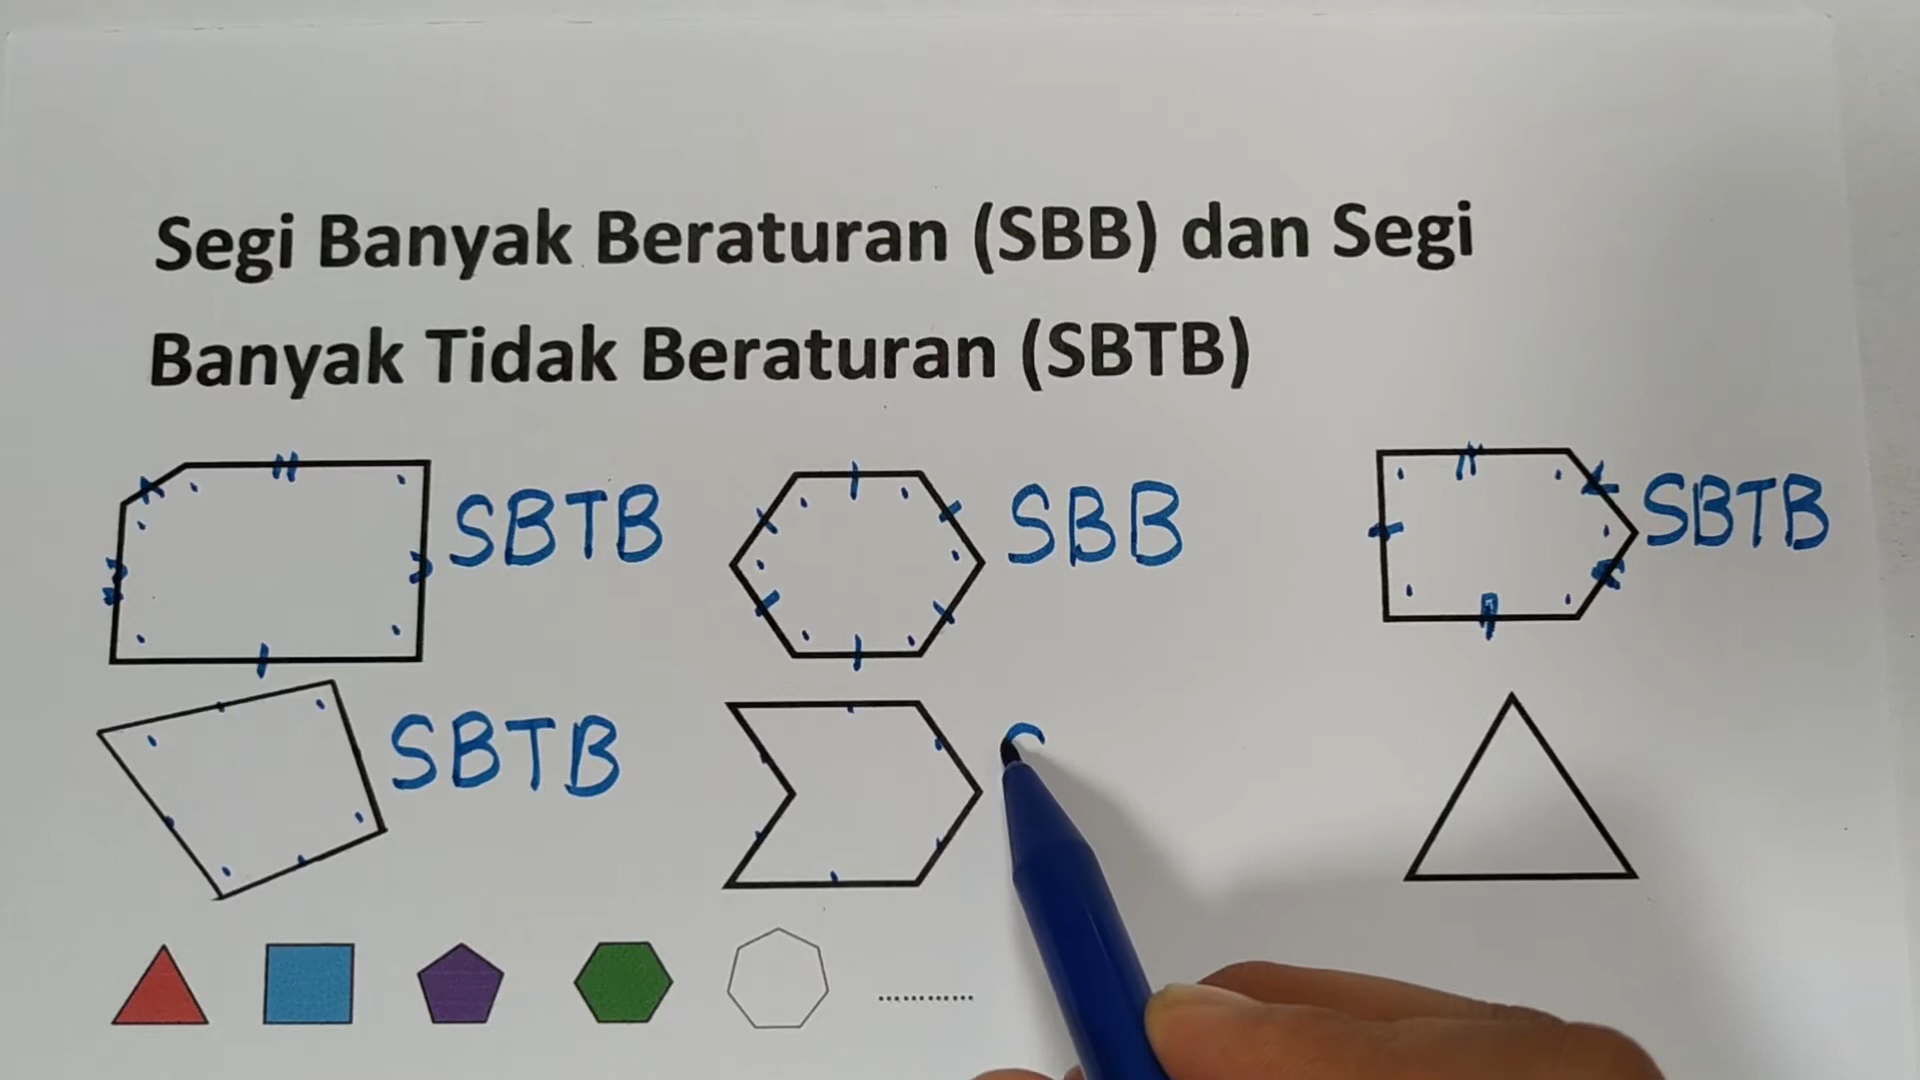 Segi Banyak Beraturan (SBB) dan Segi
Banyak Tidak Beraturan (SBTB)
SBTB
SBB
SBTB
SBTB
............